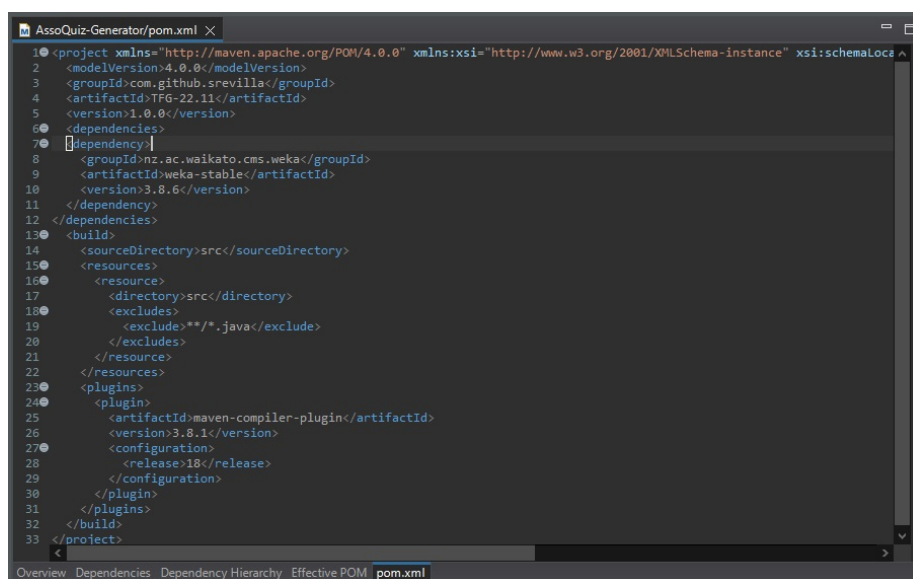 AssoQuiz-Generator/pom.xml
1 <project xmlns="http://maven.apache.org/POM/4.0.0" xmlns:xsi="http://www.w3.org/2001/XMLSchema-instance" xsi:schemaLoca
2 <modelVersion>4.0.0</modelVersion>
3 <groupId>com.github.srevilla</groupId>
4 <artifactId>TFG-22.11</artifactId>
5 <version>1.0.0</version>
6 <dependencies>
7 <dependency>
8 <groupId>nz.ac.waikato.cms.weka</groupId>
9 <artifactId>weka-stable</artifactId>
10 <version>3.8.6</version>
11 </dependency>
12 </dependencies>
13 <build>
14 <sourceDirectory>src</sourceDirectory>
15 <resources>
16 <resource>
17 <directory>src</directory>
18 <excludes>
19 <exclude>**/*.java</exclude>
20 </excludes>
21 </resource>
22 </resources>
23 <plugins>
24 <plugin>
25 <artifactId>maven-compiler-plugin</artifactId>
26 <version>3.8.1</version>
27 <configuration>
28 <release>18</release>
29 </configuration>
30 </plugin>
31 </plugins>
32 </build>
33 </project>
Overview Dependencies Dependency Hierarchy Effective POM pom.xml